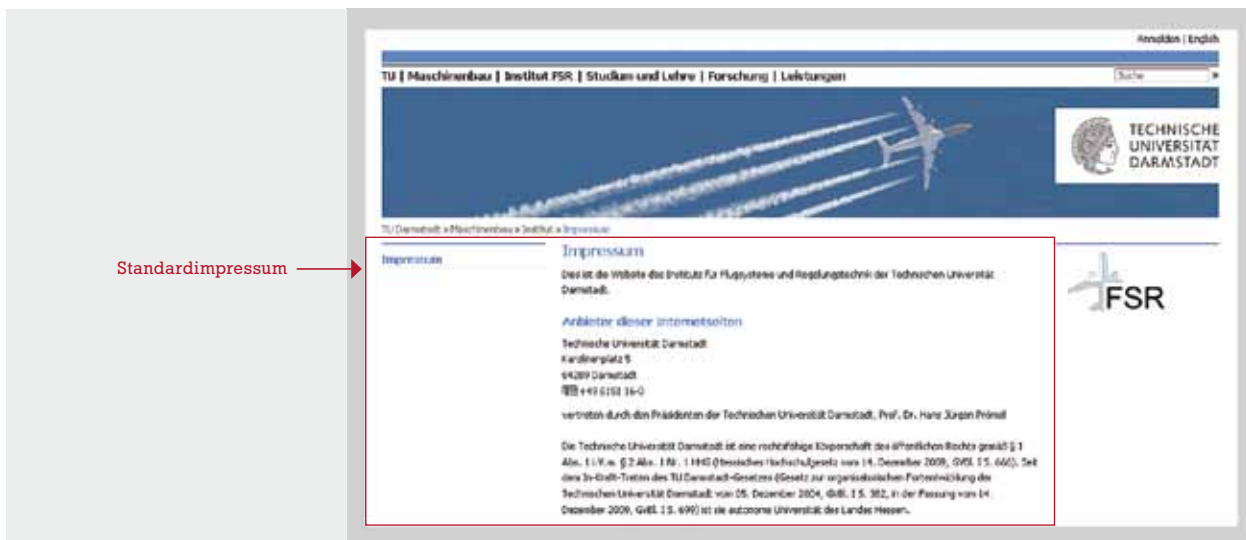 Anmelden | English
TU | Maschinenbau | Institut FSR | Studium und Lehre | Forschung | Leistungen
Suche
TECHNISCHE
UNIVERSITÄT
DARMSTADT
TU Darmstadt » Maschinenbau » Institut » Impressum
Standardimpressum
Impressum
Impressum
Dies ist die Website des Instituts für Flugsysteme und Regelungstechnik der Technischen Universität
Darmstadt.
FSR
Anbieter dieser Internetseiten
Technische Universität Darmstadt
Karolinenplatz 5
64289 Darmstadt
+49 6151 16-0
vertreten durch den Präsidenten der Technischen Universität Darmstadt, Prof. Dr. Hans Jürgen Prömel
Die Technische Universität Darmstadt ist eine rechtsfähige Körperschaft des öffentlichen Rechts gemäß § 1
Abs. 1 i.V.m. § 2 Abs. 1 Nr. 1 HHG (Hessisches Hochschulgesetz vom 14. Dezember 2009, GVBl. I S. 666). Seit
dem In-Kraft-Treten des TU Darmstadt-Gesetzes (Gesetz zur organisatorischen Fortentwicklung der
Technischen Universität Darmstadt vom 05. Dezember 2004, GVBl. I S. 382, in der Fassung vom 14.
Dezember 2009, GVBl. I S. 699) ist sie autonome Universität des Landes Hessen.